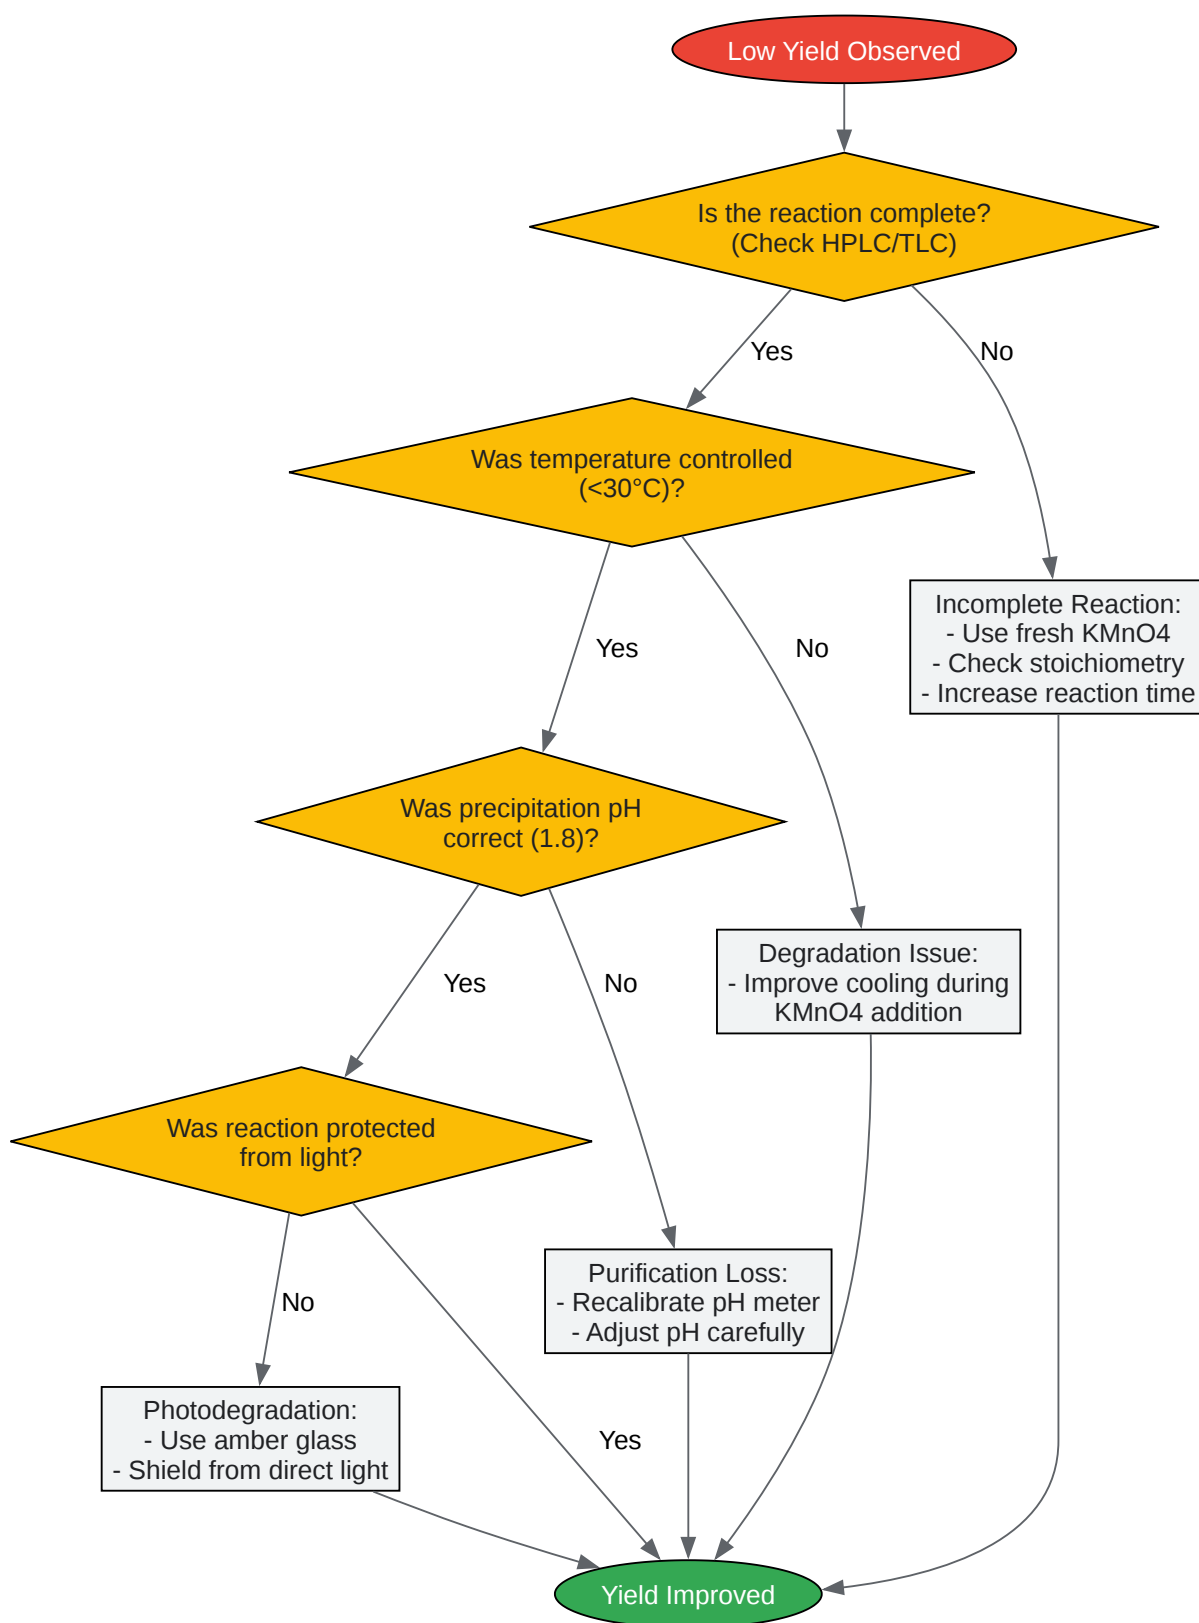 Low Yield Observed
Is the reaction complete?
(Check HPLC/TLC)
Yes
No
Was temperature controlled
(<30°C)?
Incomplete Reaction:
- Use fresh KMnO4
- Check stoichiometry
- Increase reaction time
Yes
No
Was precipitation pH
correct (1.8)?
Degradation Issue:
- Improve cooling during
KMnO4 addition
Yes
No
Was reaction protected
from light?
Purification Loss:
- Recalibrate pH meter
- Adjust pH carefully
No
Photodegradation:
- Use amber glass
- Shield from direct light
Yes
Yield Improved